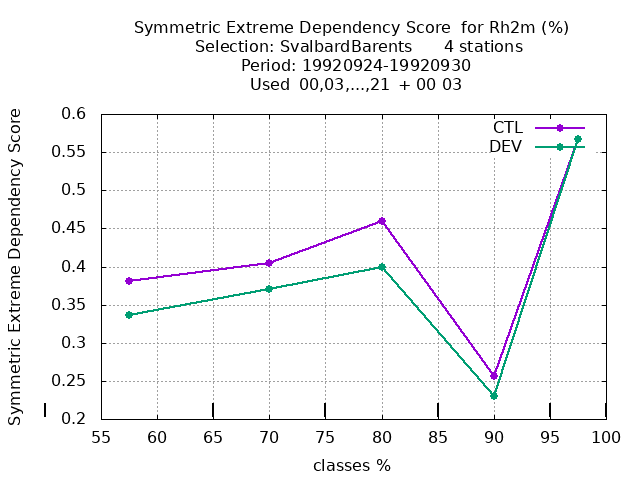 Symmetric Extreme Dependency Score  for Rh2m (%)
Selection: SvalbardBarents      4 stations
Period: 19920924-19920930
Used  00,03,...,21  + 00 03
Symmetric Extreme Dependency Score
0.6
0.55
0.5
0.45
0.4
0.35
0.3
0.25
0.2
CTL
DEV
55 60 65 70 75 80 85 90 95 100
classes %